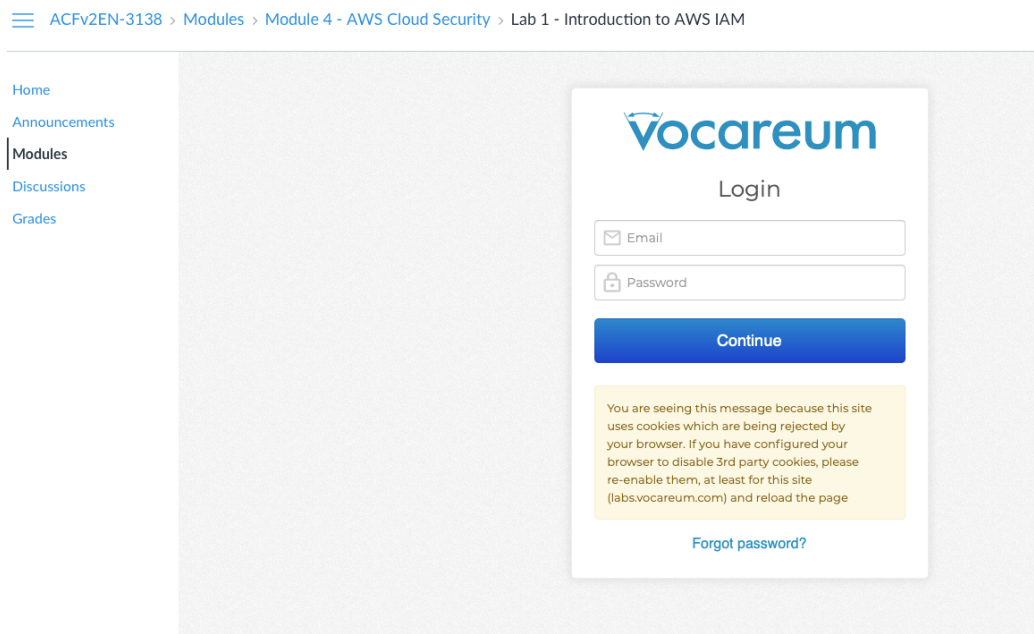 ACFv2EN-3138 > Modules > Module 4 - AWS Cloud Security > Lab 1 - Introduction to AWS IAM
Home
Announcements
Modules
Discussions
Grades
Vocareum
Login
Email
Password
Continue
You are seeing this message because this site
uses cookies which are being rejected by
your browser. If you have configured your
browser to disable 3rd party cookies, please
re-enable them, at least for this site
(labs.vocareum.com) and reload the page
Forgot password?